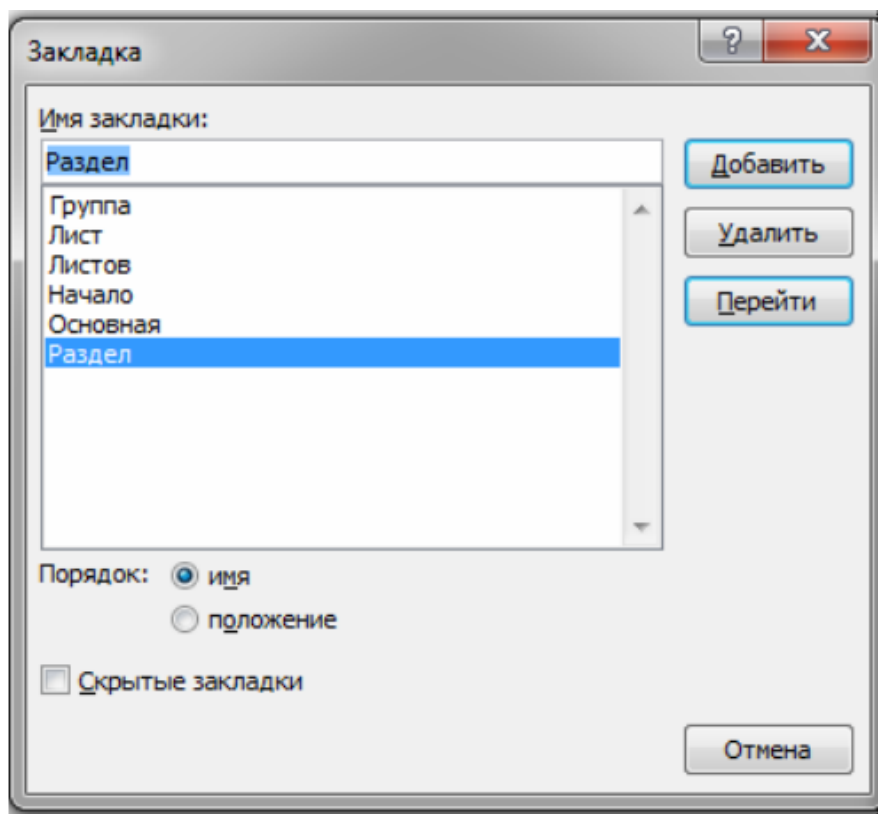 Закладка
Имя закладки:
Раздел
Добавить
Группа
Лист
Листов
Начало
Основная
Раздел
Удалить
Перейти
Порядок: имя
положение
Скрытые закладки
Отмена